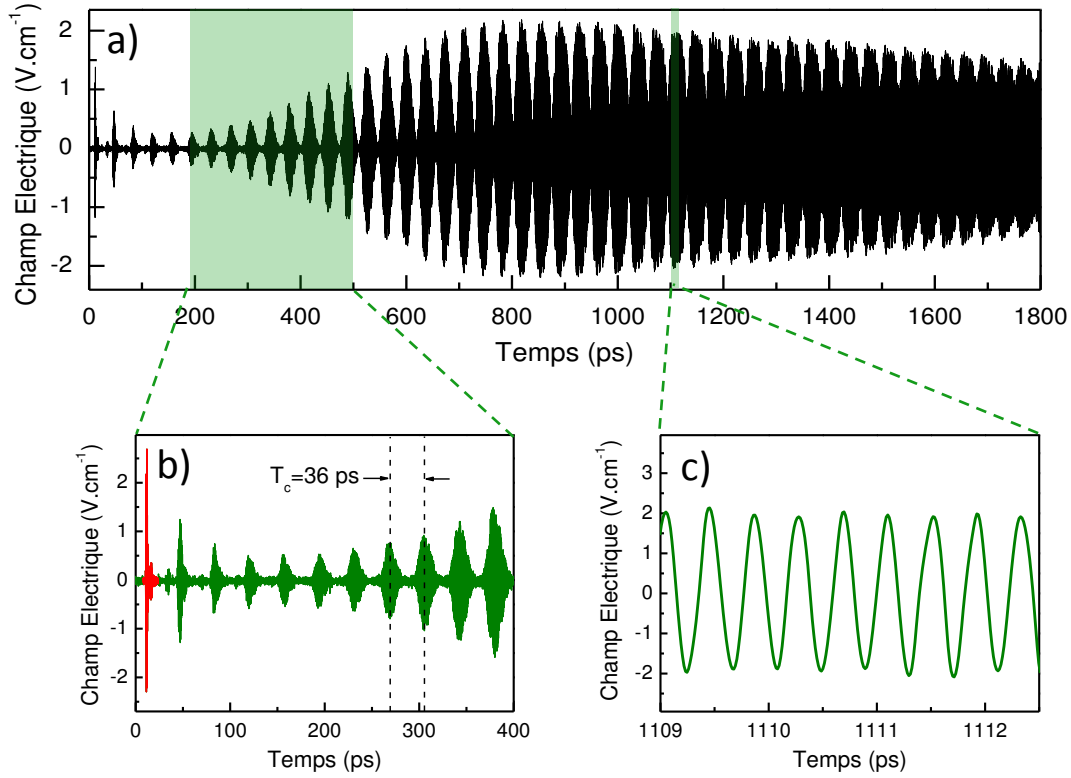 a)
Champ Electrique (V.cm⁻¹)
2
1
0
-1
-2
0 200 400 600 800 1000 1200 1400 1600 1800
Temps (ps)
b)
T_c=36 ps
Champ Electrique (V.cm⁻¹)
2
1
0
-1
-2
0 100 200 300 400
Temps (ps)
c)
Champ Electrique (V.cm⁻¹)
3
2
1
0
-1
-2
1109 1110 1111 1112
Temps (ps)